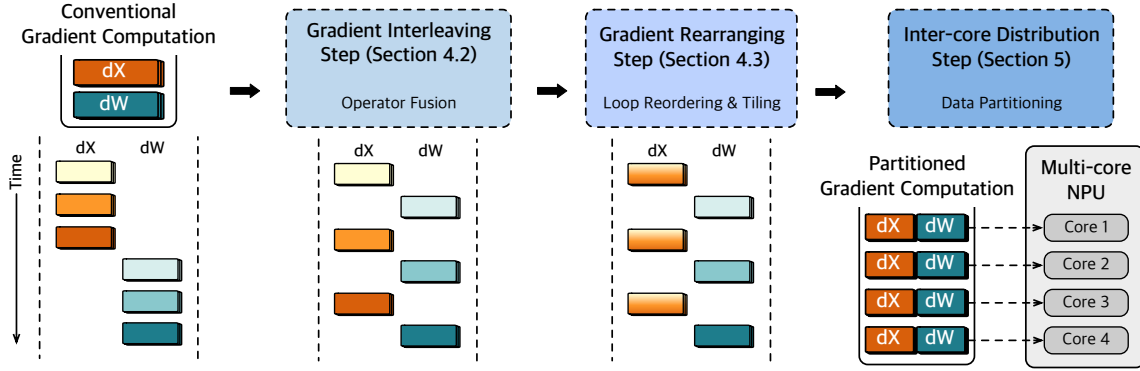 Conventional
Gradient Computation
dX
dW
Time
dX dW
Gradient Interleaving
Step (Section 4.2)
Operator Fusion
dX dW
Gradient Rearranging
Step (Section 4.3)
Loop Reordering & Tiling
dX dW
Inter-core Distribution
Step (Section 5)
Data Partitioning
Partitioned
Gradient Computation
Multi-core
NPU
dX dW Core 1
dX dW Core 2
dX dW Core 3
dX dW Core 4